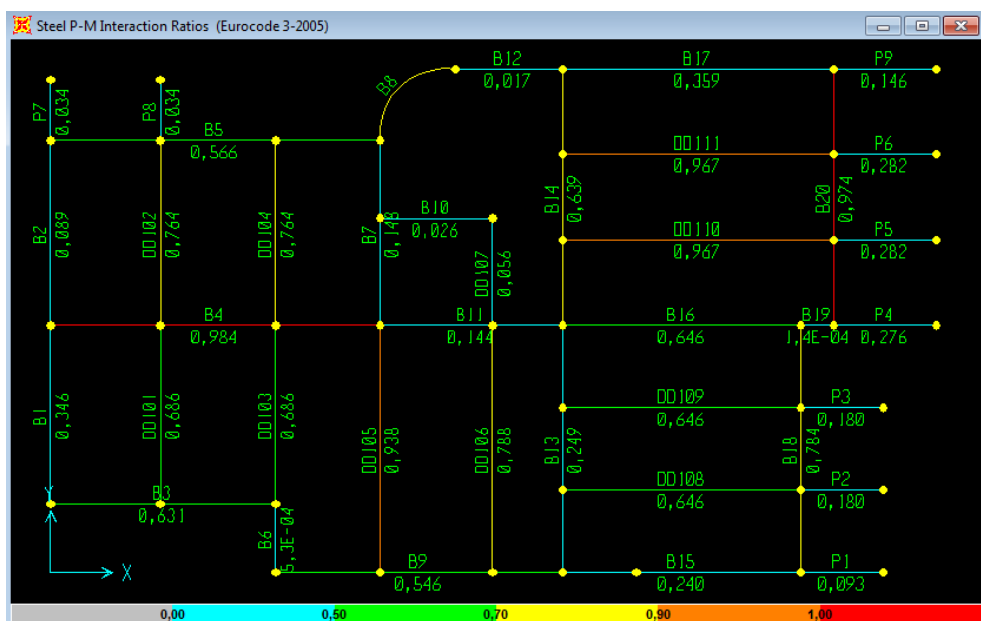 Steel P-M Interaction Ratios (Eurocode 3-2005)
B12
0,017
B17
0,359
P9
0,146
B8
P7
0,034
P8
0,034
B5
0,566
DD111
0,967
P6
0,282
B2
0,089
DD102
0,764
DD104
0,764
B7
0,148
B10
0,026
DD107
0,056
B14
0,639
DD110
0,967
B20
0,974
P5
0,282
B4
0,984
B11
0,144
B16
0,646
B19
1,4E-04
P4
0,276
B1
0,346
DD101
0,686
DD103
0,686
DD105
0,938
DD106
0,788
B13
0,249
DD109
0,646
B18
0,784
P3
0,180
DD108
0,646
P2
0,180
B3
0,631
Y
X
B6
5,3E-04
B9
0,546
B15
0,240
P1
0,093
0,00 0,50 0,70 0,90 1,00